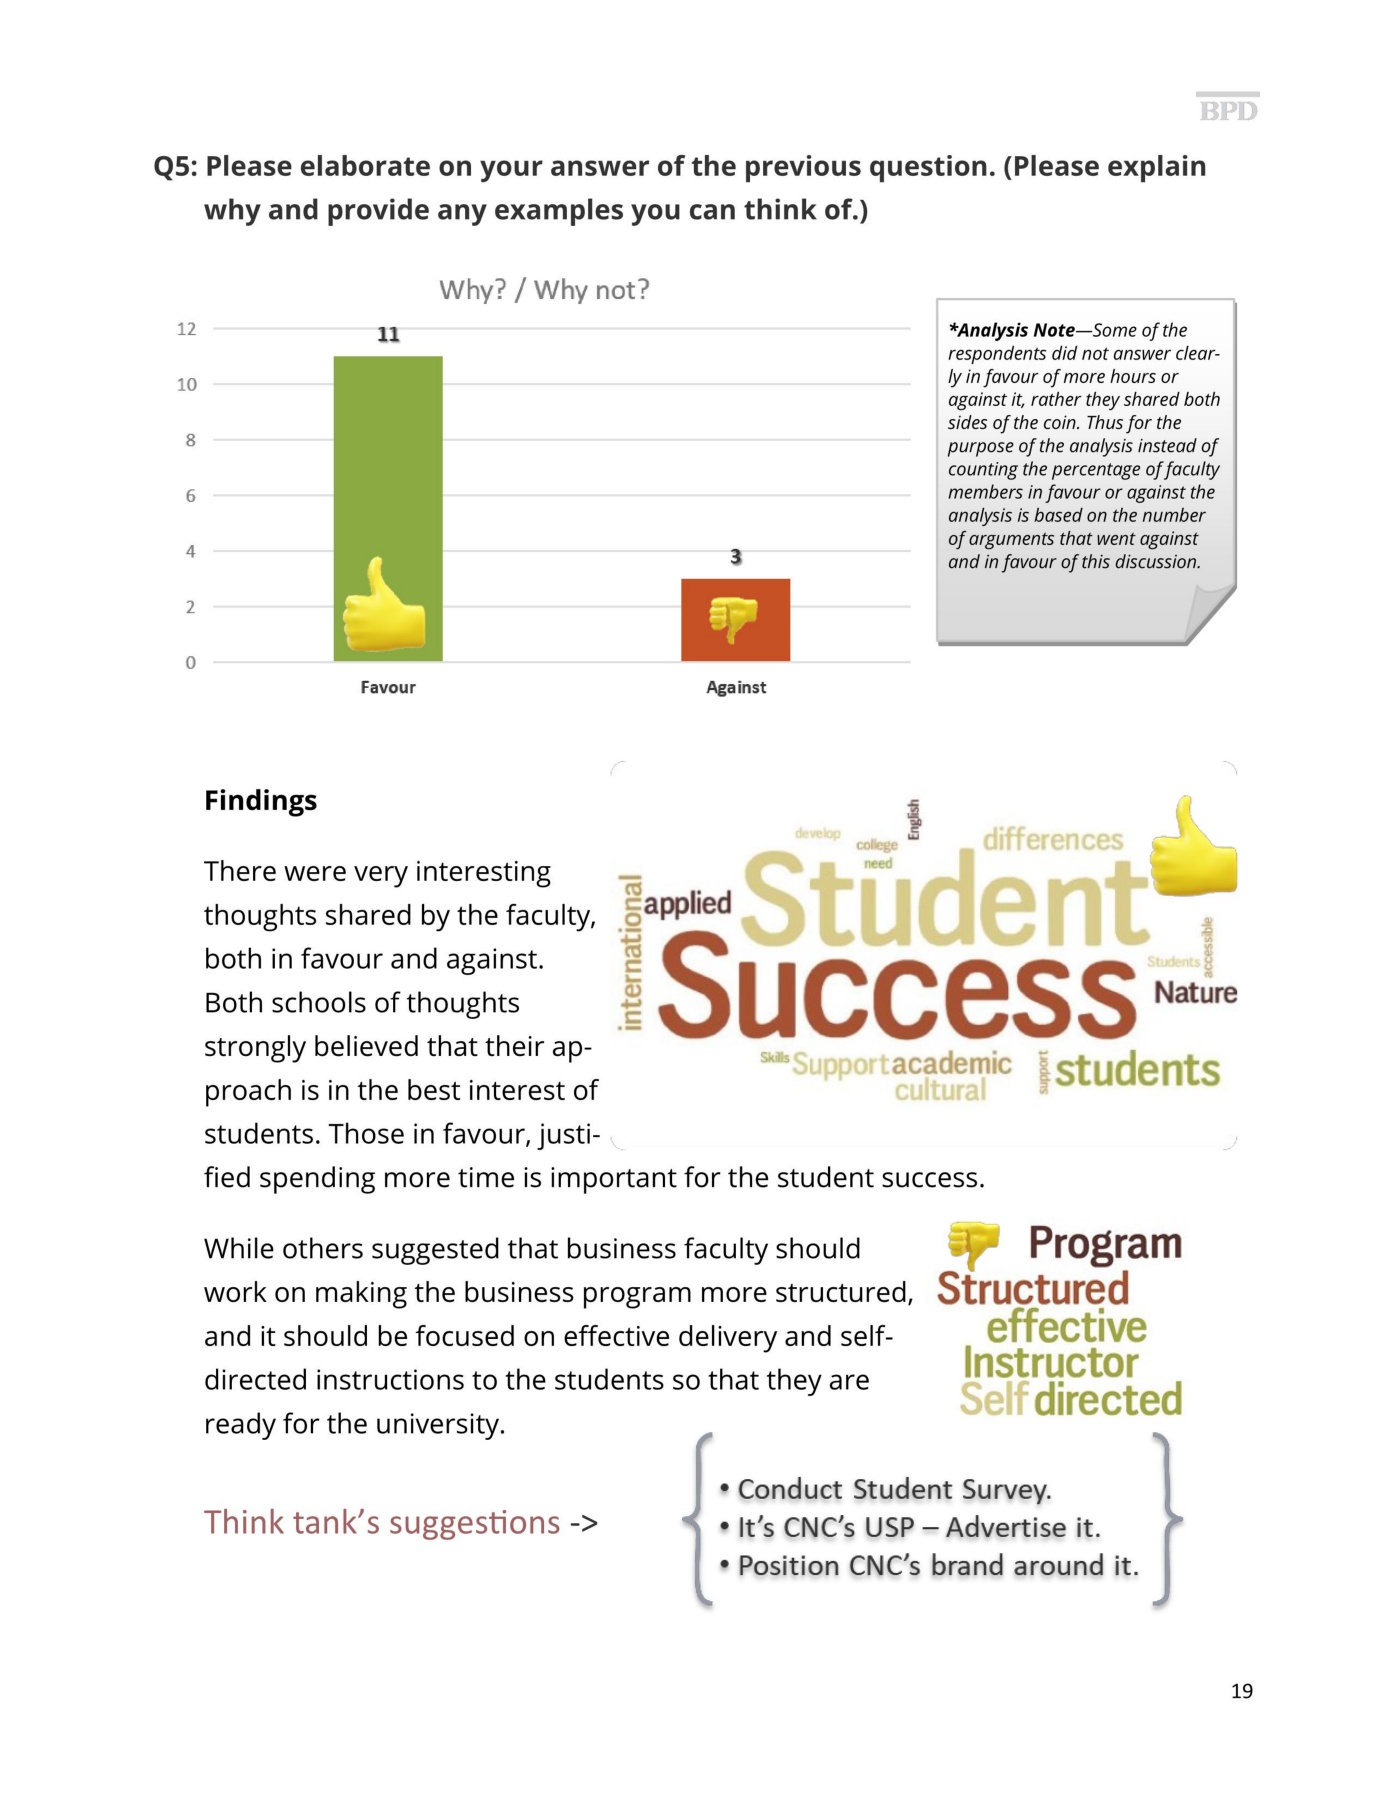 BPD
Q5: Please elaborate on your answer of the previous question. (Please explain
why and provide any examples you can think of.)
Why? / Why not?
12
10
8
6
4
2
0
11
3
Favour
Against
*Analysis Note—Some of the
respondents did not answer clear-
ly in favour of more hours or
against it, rather they shared both
sides of the coin. Thus for the
purpose of the analysis instead of
counting the percentage of faculty
members in favour or against the
analysis is based on the number
of arguments that went against
and in favour of this discussion.
Findings
There were very interesting
thoughts shared by the faculty,
both in favour and against.
Both schools of thoughts
strongly believed that their ap-
proach is in the best interest of
students. Those in favour, justi-
fied spending more time is important for the student success.
develop
college
English
need
differences
international
applied
Student
Success
Students
accessible
Nature
Skills
Support
academic
cultural
support
students
While others suggested that business faculty should
work on making the business program more structured,
and it should be focused on effective delivery and self-
directed instructions to the students so that they are
ready for the university.
Program
Structured
effective
Instructor
Self directed
Think tank's suggestions ->
• Conduct Student Survey.
• It's CNC's USP – Advertise it.
• Position CNC's brand around it.
19